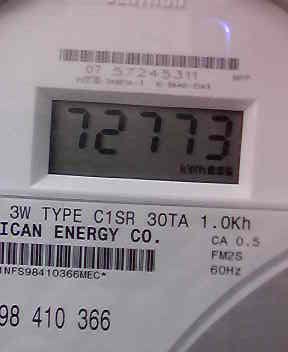 07 57245311
72773
3W TYPE C1SR 30TA 1.0Kh
ICAN ENERGY CO.
CA 0.5
FM2S
60Hz
1NFS98410366MEC*
98 410 366